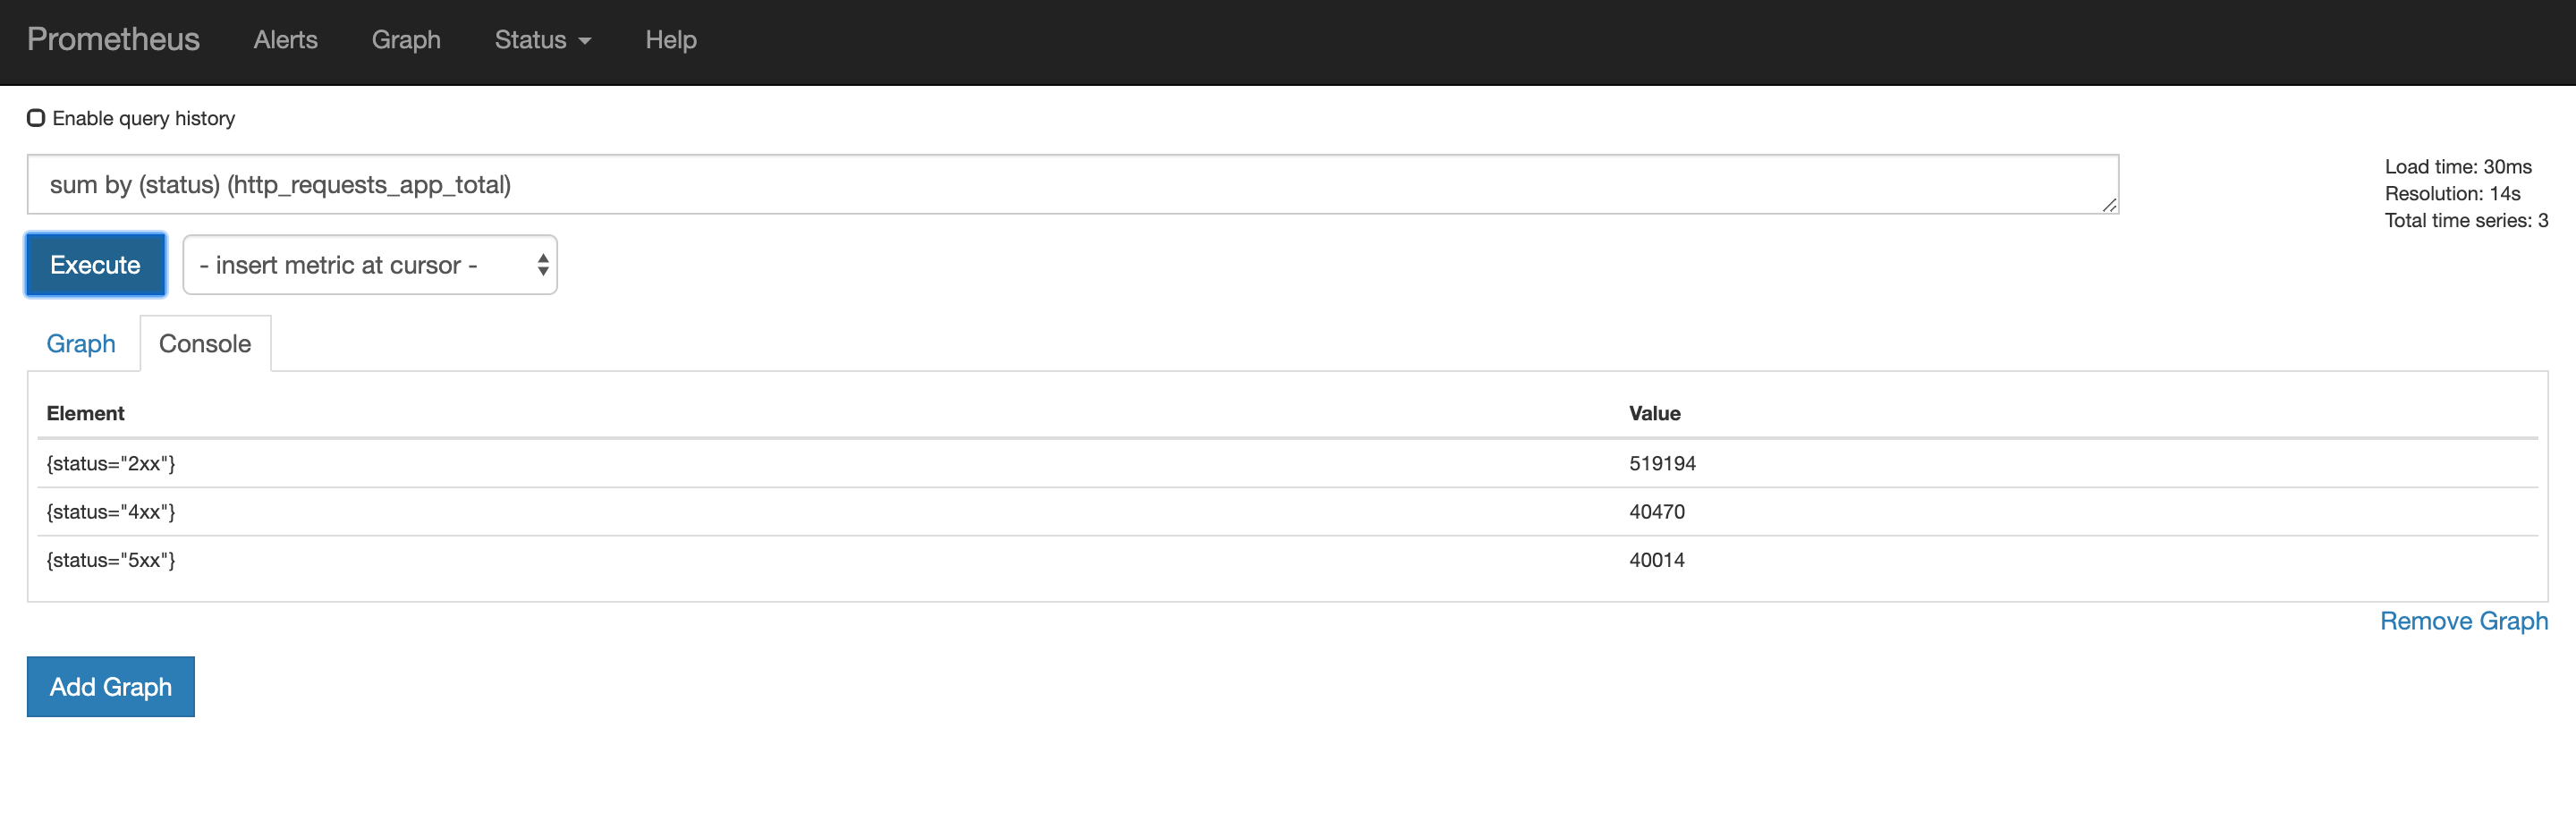 Prometheus Alerts Graph Status Help
Enable query history
sum by (status) (http_requests_app_total)
Load time: 30ms
Resolution: 14s
Total time series: 3
Execute - insert metric at cursor -
Graph Console
Element Value
{status="2xx"} 519194
{status="4xx"} 40470
{status="5xx"} 40014
Remove Graph
Add Graph